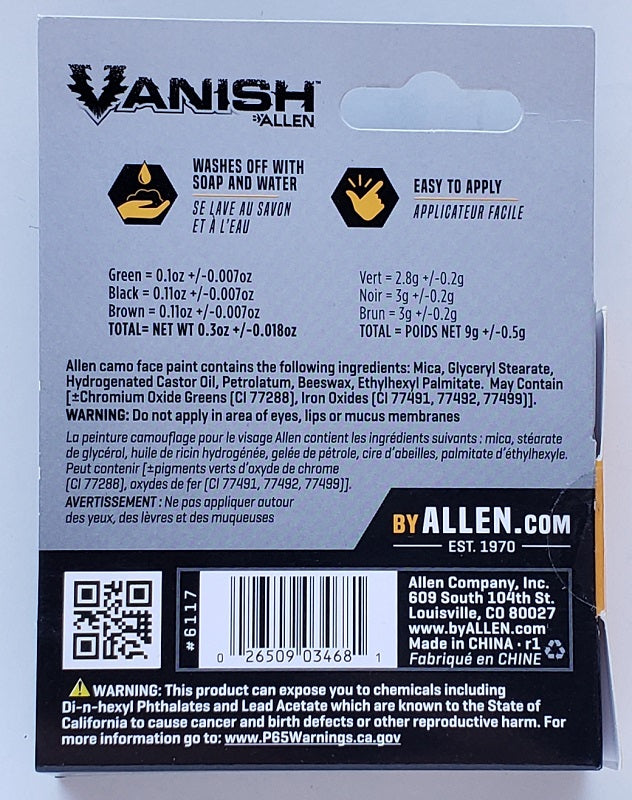 VANISH™
BY ALLEN
WASHES OFF WITH
SOAP AND WATER
SE LAVE AU SAVON
ET À L'EAU
EASY TO APPLY
APPLICATEUR FACILE
Green = 0.1oz +/-0.007oz
Black = 0.11oz +/-0.007oz
Brown = 0.11oz +/-0.007oz
TOTAL= NET WT 0.3oz +/-0.018oz
Vert = 2.8g +/-0.2g
Noir = 3g +/-0.2g
Brun = 3g +/-0.2g
TOTAL = POIDS NET 9g +/-0.5g
Allen camo face paint contains the following ingredients: Mica, Glyceryl Stearate,
Hydrogenated Castor Oil, Petrolatum, Beeswax, Ethylhexyl Palmitate. May Contain
[±Chromium Oxide Greens (CI 77288), Iron Oxides (CI 77491, 77492, 77499)].
WARNING: Do not apply in area of eyes, lips or mucus membranes
La peinture camouflage pour le visage Allen contient les ingrédients suivants : mica, stéarate
de glycérol, huile de ricin hydrogénée, gelée de pétrole, cire d'abeilles, palmitate d'éthylhexyle.
Peut contenir [±pigments verts d'oxyde de chrome
(CI 77288), oxydes de fer (CI 77491, 77492, 77499)].
AVERTISSEMENT : Ne pas appliquer autour
des yeux, des lèvres et des muqueuses
BY ALLEN.COM
EST. 1970
#6117
0 26509 03468 1
Allen Company, Inc.
609 South 104th St.
Louisville, CO 80027
www.byALLEN.com
Made in CHINA · r1
Fabriqué en CHINE
WARNING: This product can expose you to chemicals including
Di-n-hexyl Phthalates and Lead Acetate which are known to the State of
California to cause cancer and birth defects or other reproductive harm. For
more information go to: www.P65Warnings.ca.gov